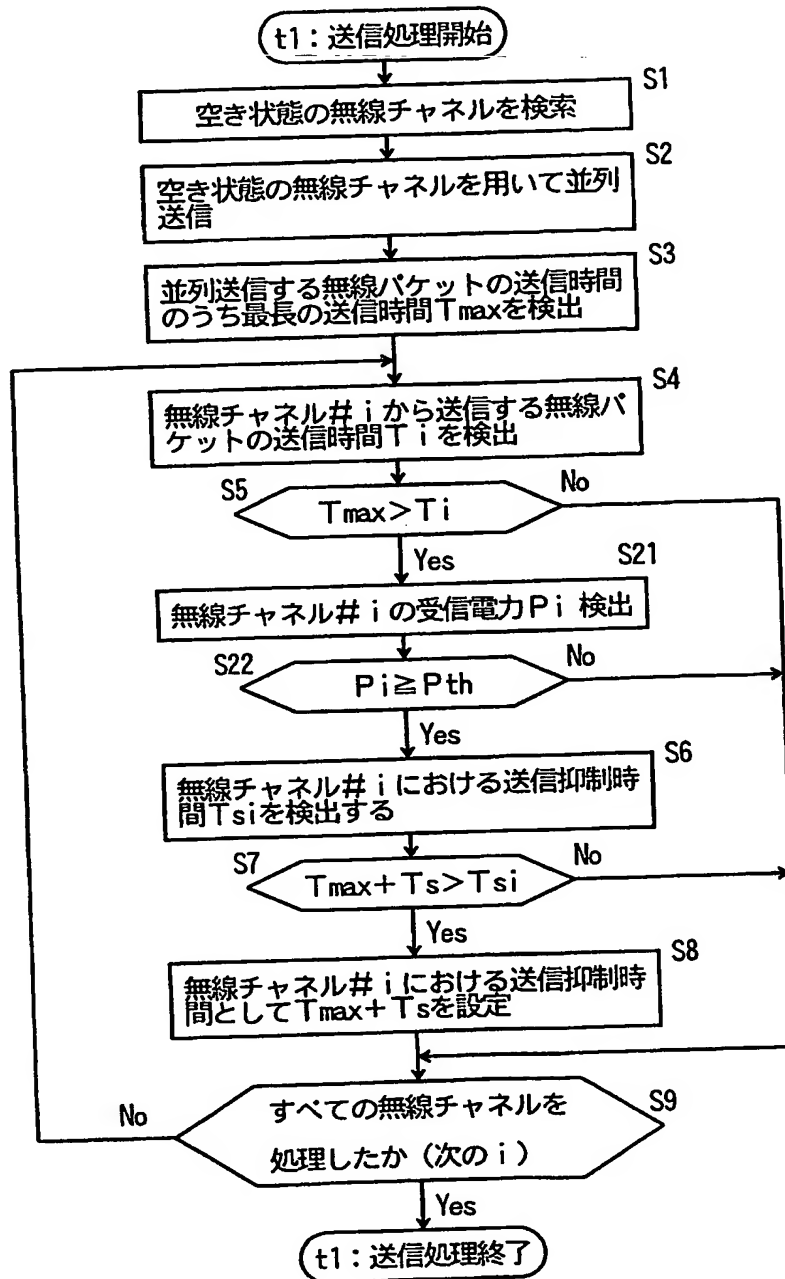 t1：送信処理開始
S1
空き状態の無線チャネルを検索
S2
空き状態の無線チャネルを用いて並列
送信
S3
並列送信する無線パケットの送信時間
のうち最長の送信時間Tmaxを検出
S4
無線チャネル＃ｉから送信する無線パ
ケットの送信時間Ｔｉを検出
S5
Tmax＞Ti
No
Yes
S21
無線チャネル＃ｉの受信電力Ｐｉ検出
S22
Pi≧Pth
No
Yes
S6
無線チャネル＃ｉにおける送信抑制時
間Tsiを検出する
S7
Tmax＋Ts＞Tsi
No
Yes
S8
無線チャネル＃ｉにおける送信抑制時
間としてTmax＋Tsを設定
S9
すべての無線チャネルを
処理したか（次のｉ）
No
Yes
t1：送信処理終了